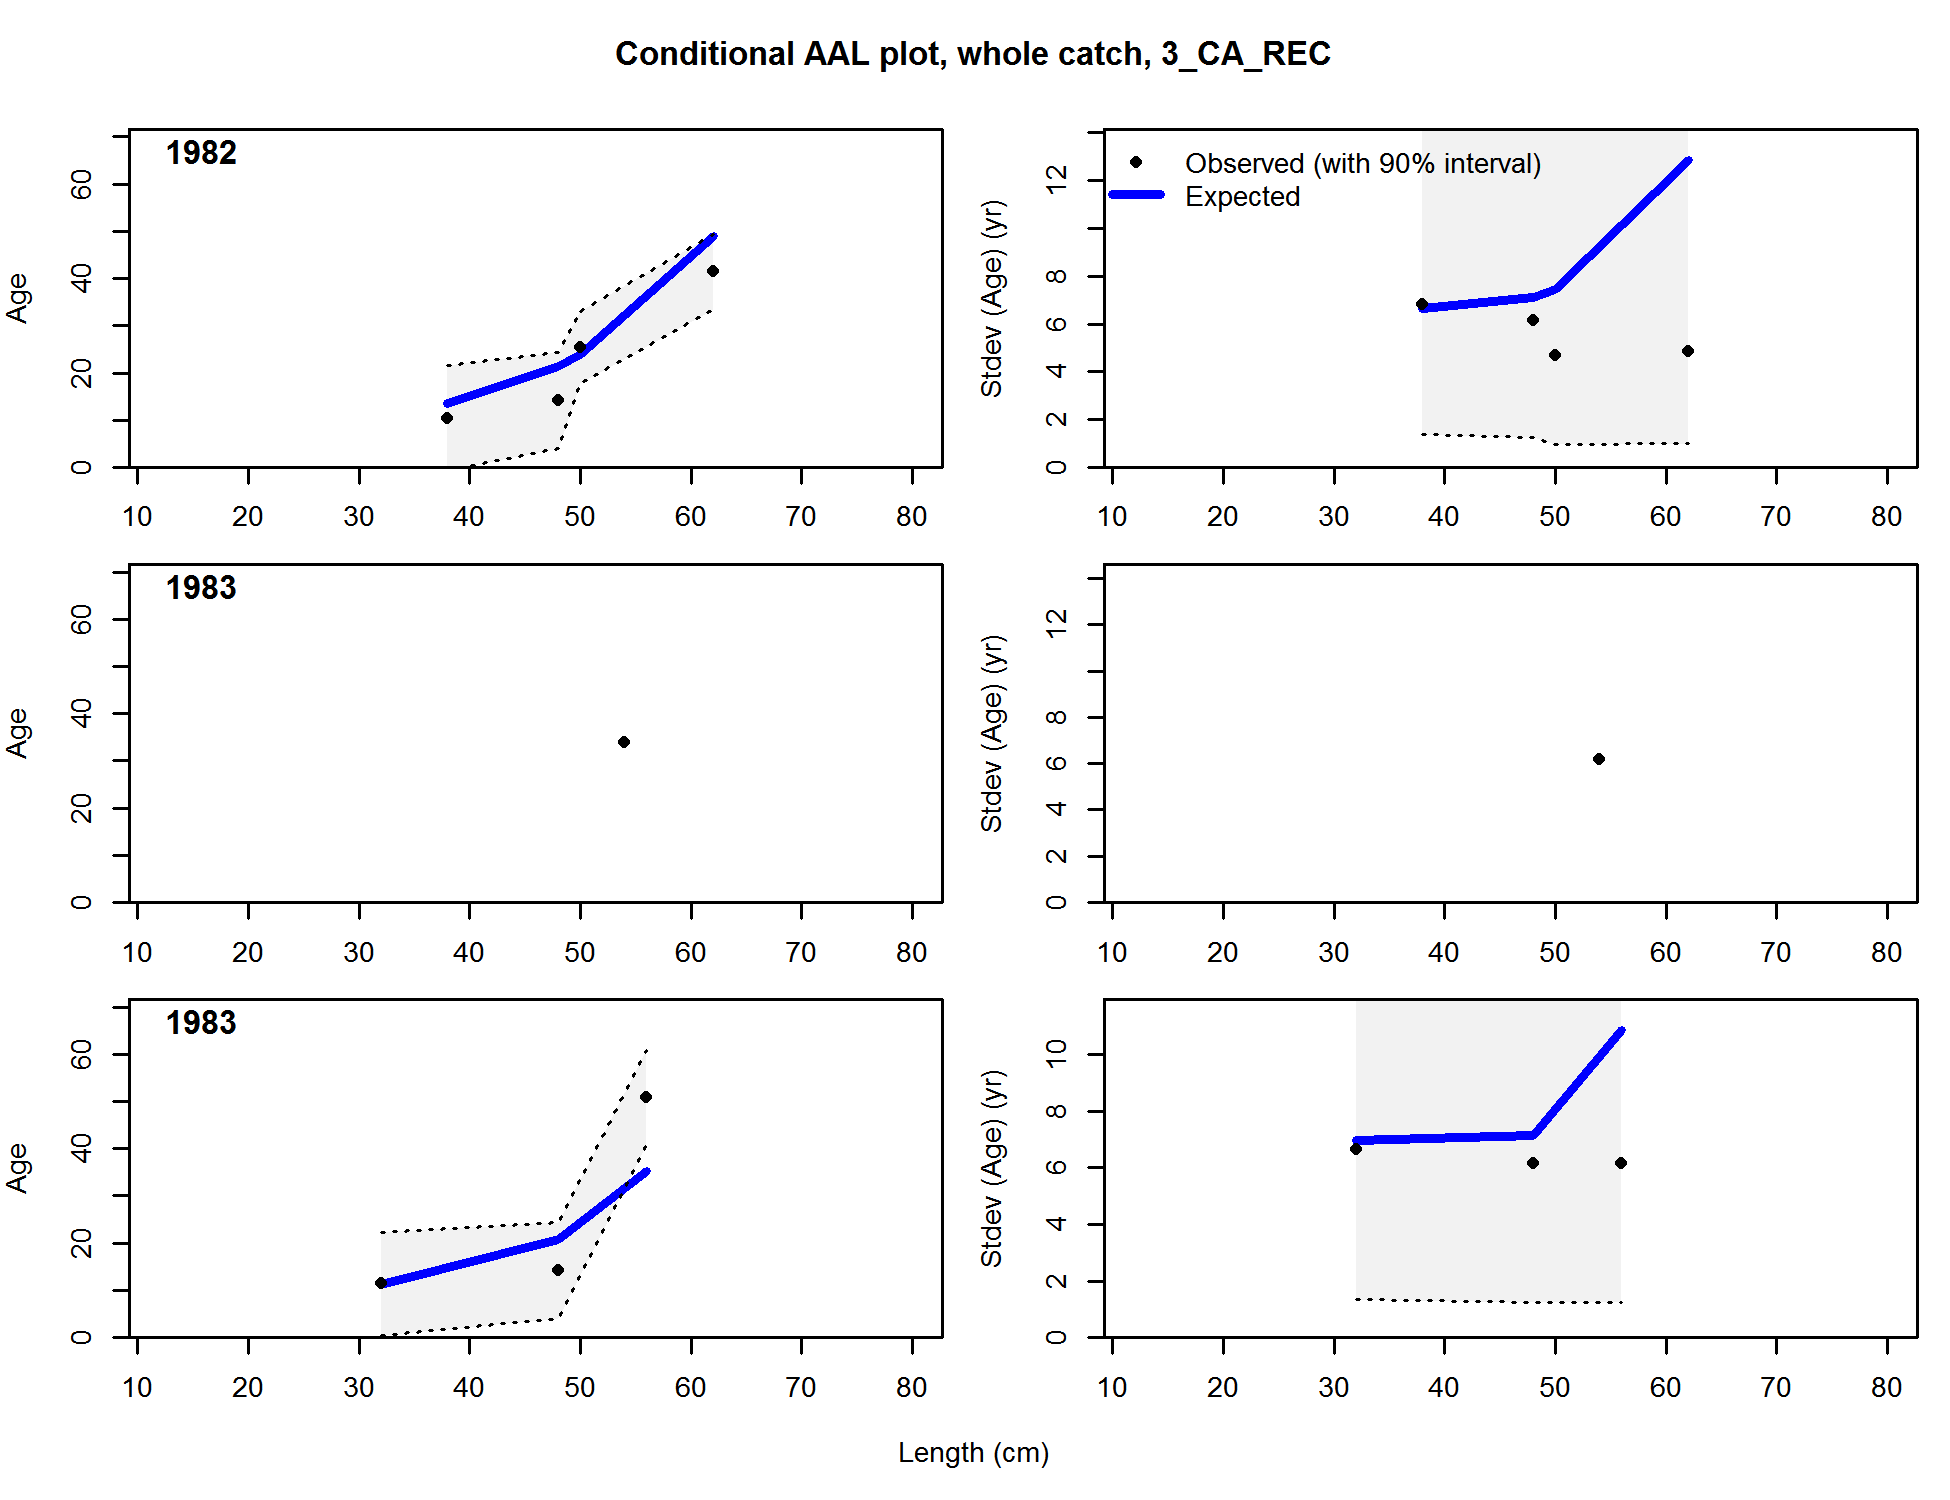 Conditional AAL plot, whole catch, 3_CA_REC
1982
Age
0 20 40 60
10 20 30 40 50 60 70 80
Observed (with 90% interval)
Expected
Stdev (Age) (yr)
0 2 4 6 8 12
10 20 30 40 50 60 70 80
1983
Age
0 20 40 60
10 20 30 40 50 60 70 80
Stdev (Age) (yr)
0 2 4 6 8 12
10 20 30 40 50 60 70 80
1983
Age
0 20 40 60
10 20 30 40 50 60 70 80
Stdev (Age) (yr)
0 2 4 6 8 10
10 20 30 40 50 60 70 80
Length (cm)